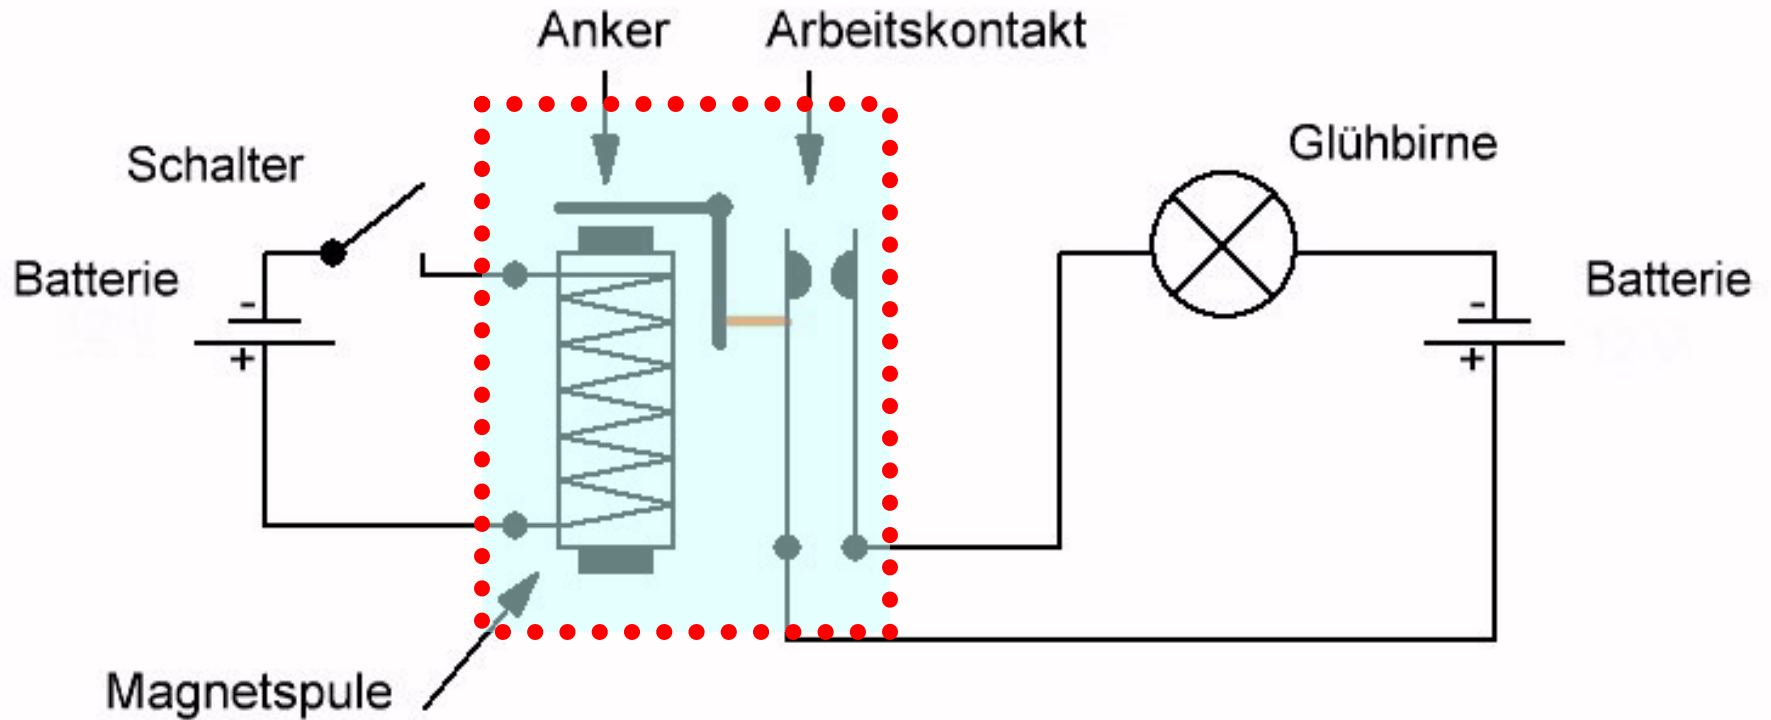 Anker
Arbeitskontakt
Schalter
Glühbirne
Batterie
-
+
Batterie
-
+
Magnetspule